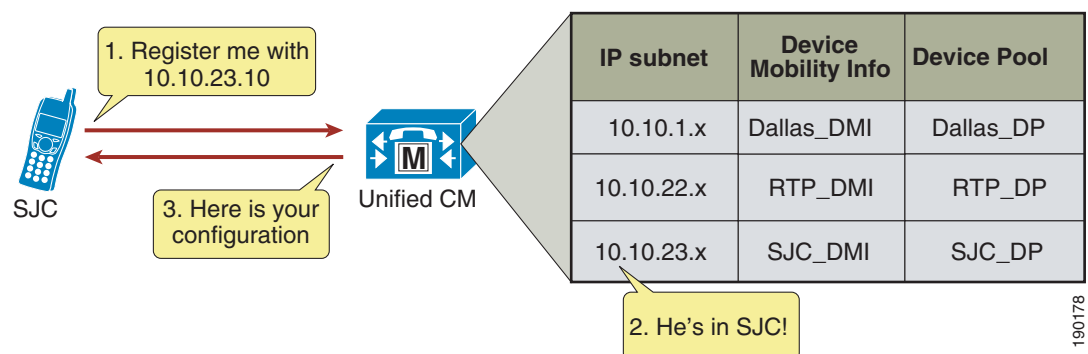 1. Register me with
10.10.23.10
SJC
3. Here is your
configuration
M
Unified CM
IP subnet
Device
Mobility Info
Device Pool
10.10.1.x
Dallas_DMI
Dallas_DP
10.10.22.x
RTP_DMI
RTP_DP
10.10.23.x
SJC_DMI
SJC_DP
2. He's in SJC!
190178